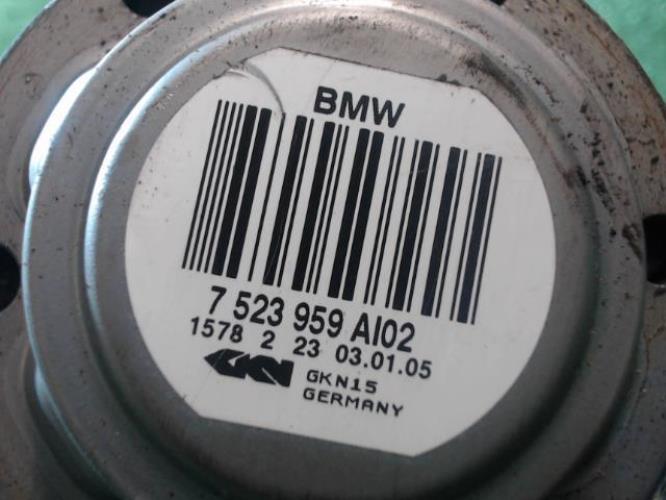 BMW
7 523 959 AI02
1578 2 23 03.01.05
GKN GKN15
GERMANY